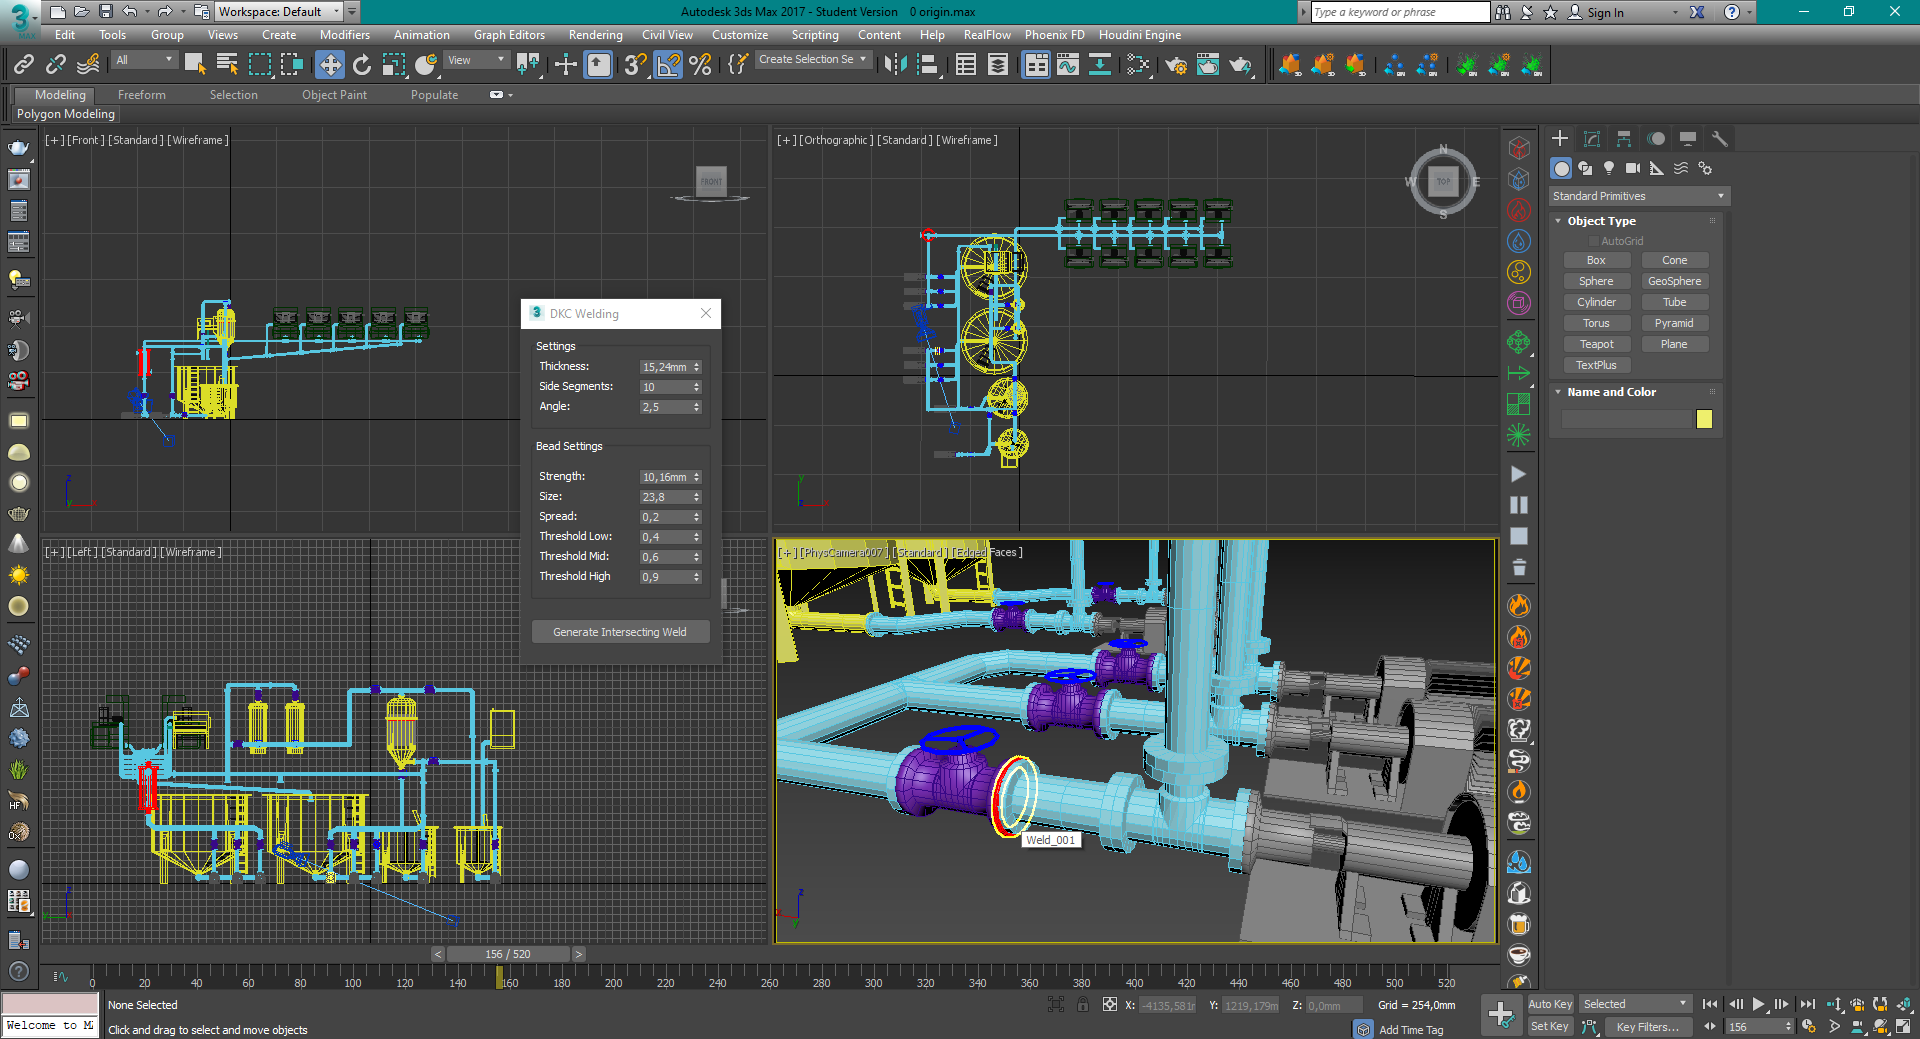 Workspace: Default
Autodesk 3ds Max 2017 - Student Version    0 origin.max
Type a keyword or phrase
Sign In
3
MAX
Edit Tools Group Views Create Modifiers Animation Graph Editors Rendering Civil View Customize Scripting Content Help RealFlow Phoenix FD Houdini Engine
All
View
Create Selection Se
Modeling Freeform Selection Object Paint Populate
Polygon Modeling
[+][Front][Standard][Wireframe]
FRONT
[+][Orthographic][Standard][Wireframe]
N
W TOP E
S
Standard Primitives
Object Type
AutoGrid
Box Cone
Sphere GeoSphere
Cylinder Tube
Torus Pyramid
Teapot Plane
TextPlus
Name and Color
DKC Welding
Settings
Thickness: 15,24mm
Side Segments: 10
Angle: 2,5
Bead Settings
Strength: 10,16mm
Size: 23,8
Spread: 0,2
Threshold Low: 0,4
Threshold Mid: 0,6
Threshold High 0,9
Generate Intersecting Weld
[+][Left][Standard][Wireframe]
[+][PhysCamera007][Standard][Edged Faces]
Weld_001
< 156 / 520 >
0 20 40 60 80 100 120 140 160 180 200 220 240 260 280 300 320 340 360 380 400 420 440 460 480 500 520
None Selected
Click and drag to select and move objects
Welcome to M
X: -4135,581m
Y: 1219,179m
Z: 0,0mm
Grid = 254,0mm
Add Time Tag
Auto Key Selected
Set Key Key Filters...
156